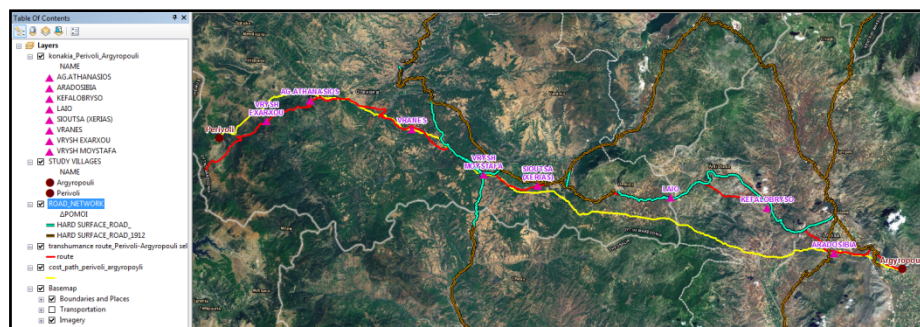 Table Of Contents
Layers
konakia_Perivoli_Argyropouli
NAME
AG.ATHANASIOS
ARADOSIBIA
KEFALOBRYSO
LAIO
SIOUTSA (XERIAS)
VRANES
VRYSH EXARXOU
VRYSH MOYSTAFA
STUDY VILLAGES
NAME
Argyropouli
Perivoli
ROAD_NETWORK
ΔΡΟΜΟΙ
HARD SURFACE_ROAD_
HARD SURFACE_ROAD_1912
transhumance route_Perivoli-Argyropouli sel
route
cost_path_perivoli_argyropoyli
Basemap
Boundaries and Places
Transportation
Imagery
AG.ATHANASIOS
VRYSH
EXARXOU
Perivoli
VRANES
VRYSH
MOYSTAFA
SIOUTSA
(XERIAS)
LAIO
KEFALOBRYSO
ARADOSIBIA
Argyropouli